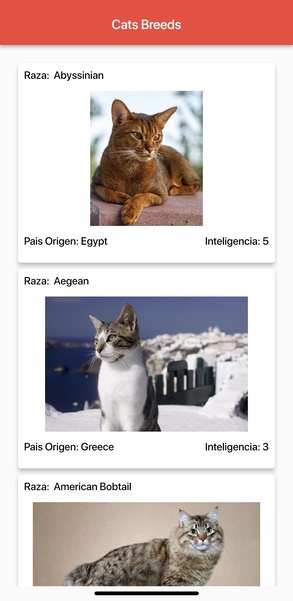 Cats Breeds
Raza: Abyssinian
Pais Origen: Egypt Inteligencia: 5
Raza: Aegean
Pais Origen: Greece Inteligencia: 3
Raza: American Bobtail